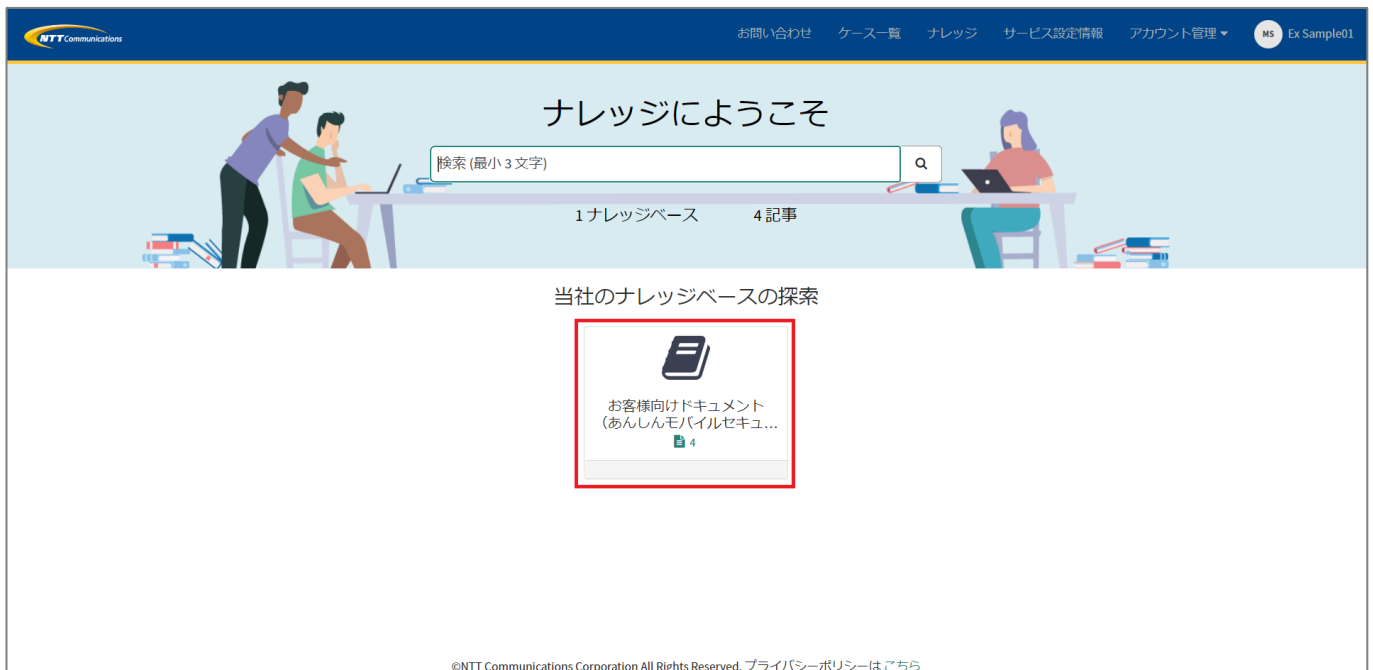 NTT Communications
お問い合わせ ケース一覧 ナレッジ サービス設定情報 アカウント管理 MS Ex Sample01
ナレッジにようこそ
検索 (最小 3 文字)
1 ナレッジベース 4 記事
当社のナレッジベースの探索
お客様向けドキュメント
（あんしんモバイルセキュ...
4
©NTT Communications Corporation All Rights Reserved. プライバシーポリシーは こちら